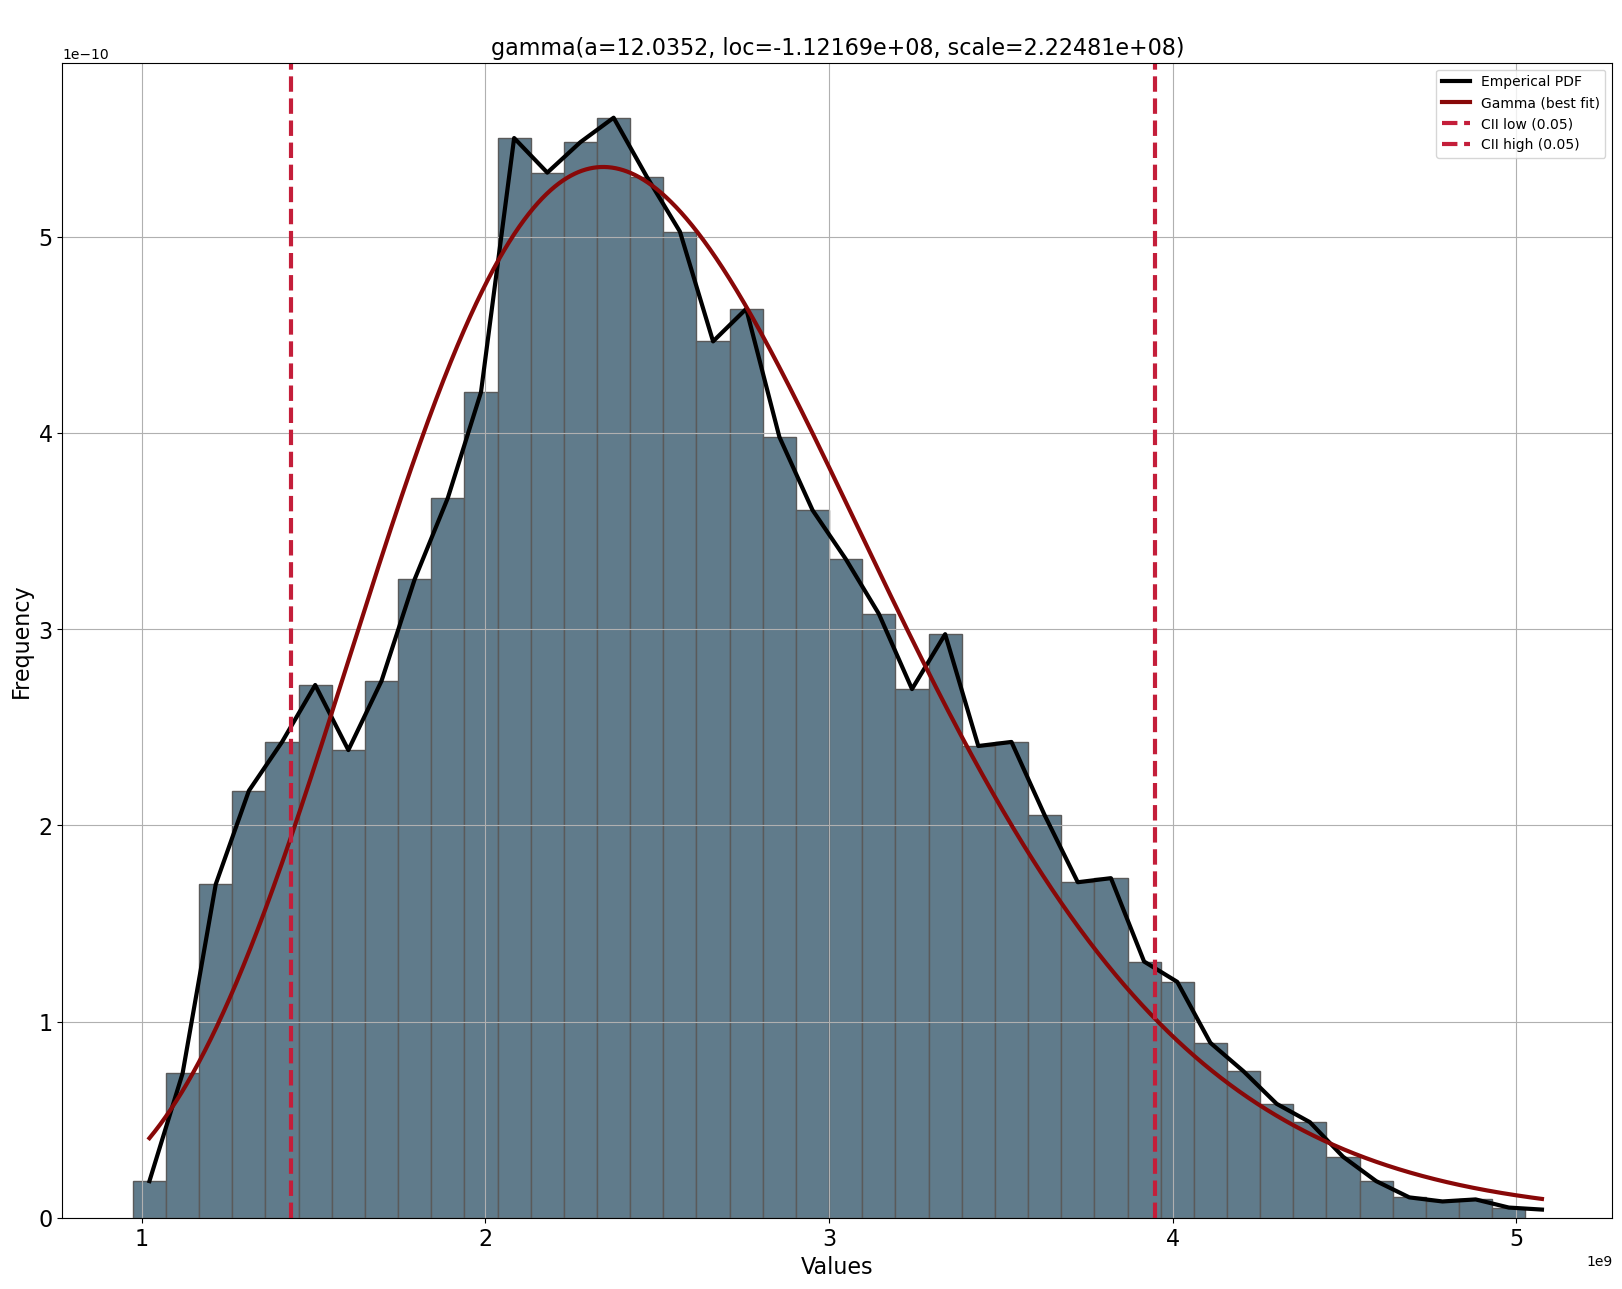 gamma(a=12.0352, loc=-1.12169e+08, scale=2.22481e+08)
1e−10
Emperical PDF
Gamma (best fit)
CII low (0.05)
CII high (0.05)
5
4
3
2
1
0
Frequency
1 2 3 4 5
Values
1e9